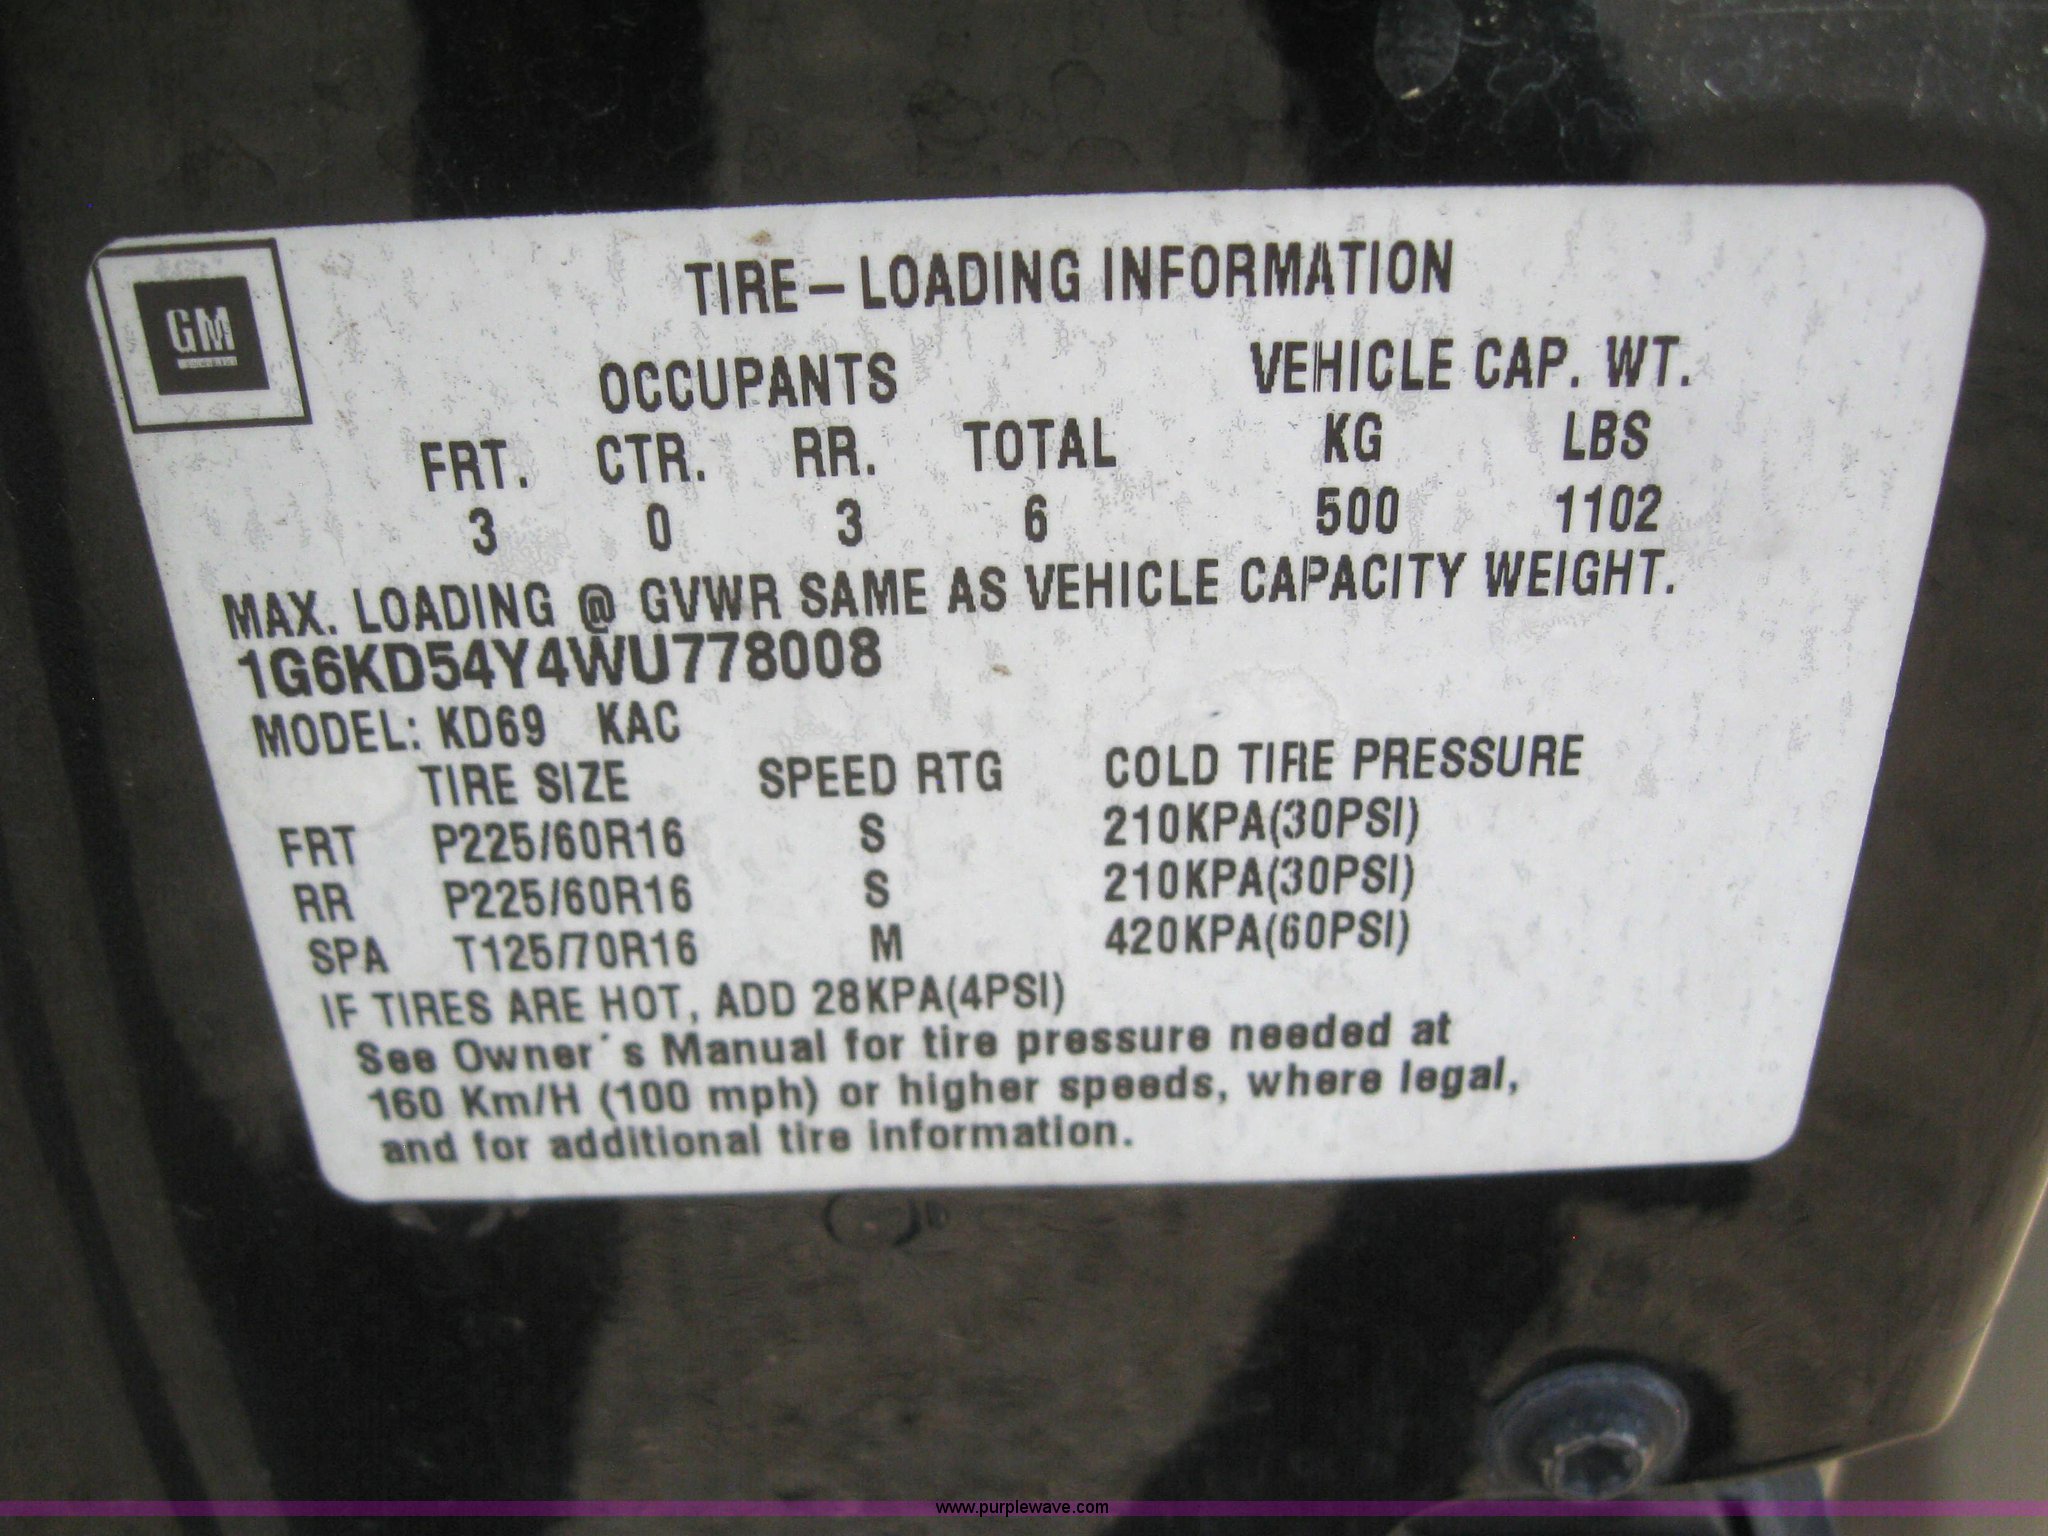 GM
TIRE – LOADING INFORMATION
OCCUPANTS VEHICLE CAP. WT.
FRT. CTR. RR. TOTAL KG LBS
3 0 3 6 500 1102
MAX. LOADING @ GVWR SAME AS VEHICLE CAPACITY WEIGHT.
1G6KD54Y4WU778008
MODEL: KD69 KAC
TIRE SIZE SPEED RTG COLD TIRE PRESSURE
FRT P225/60R16 S 210KPA(30PSI)
RR P225/60R16 S 210KPA(30PSI)
SPA T125/70R16 M 420KPA(60PSI)
IF TIRES ARE HOT, ADD 28KPA(4PSI)
See Owner's Manual for tire pressure needed at
160 Km/H (100 mph) or higher speeds, where legal,
and for additional tire information.
www.purplewave.com